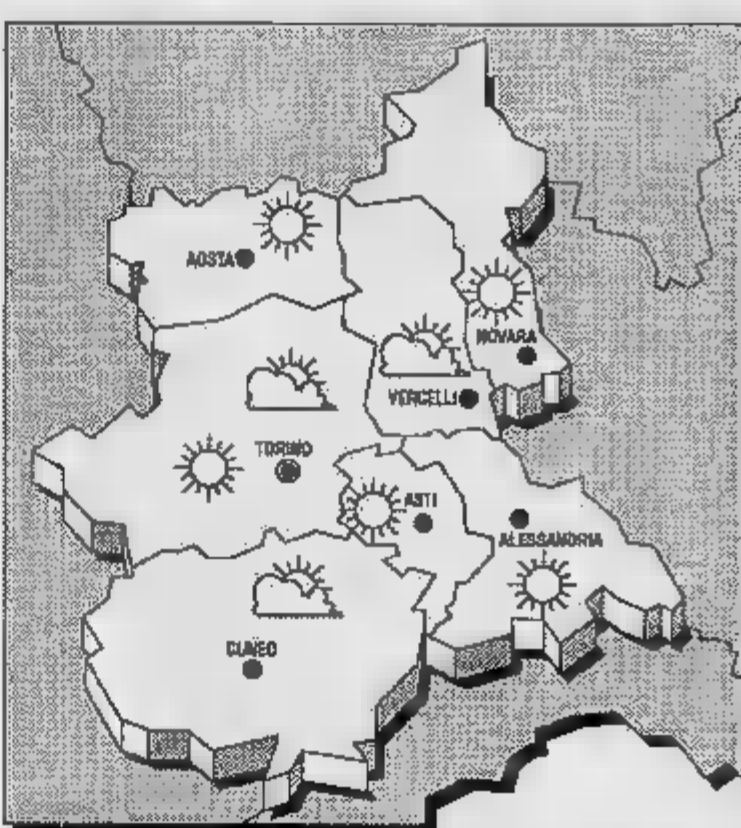 AOSTA
NOVARA
VERCELLI
TORINO
ASTI
ALESSANDRIA
CUNEO